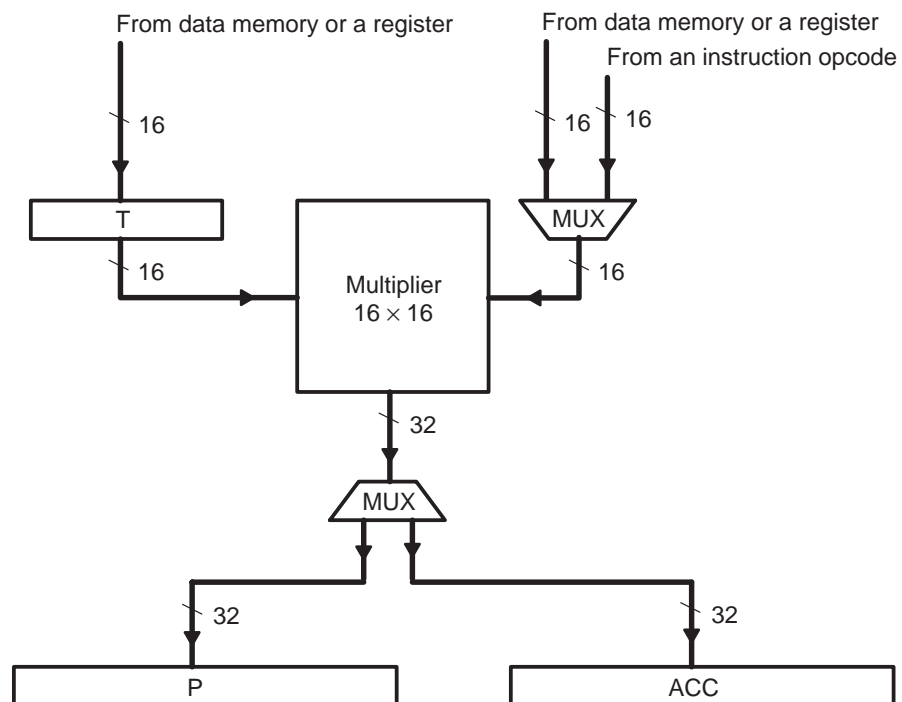 From data memory or a register
From data memory or a register
From an instruction opcode
16
16
16
T
MUX
16
16
Multiplier
16 × 16
32
MUX
32
32
P
ACC